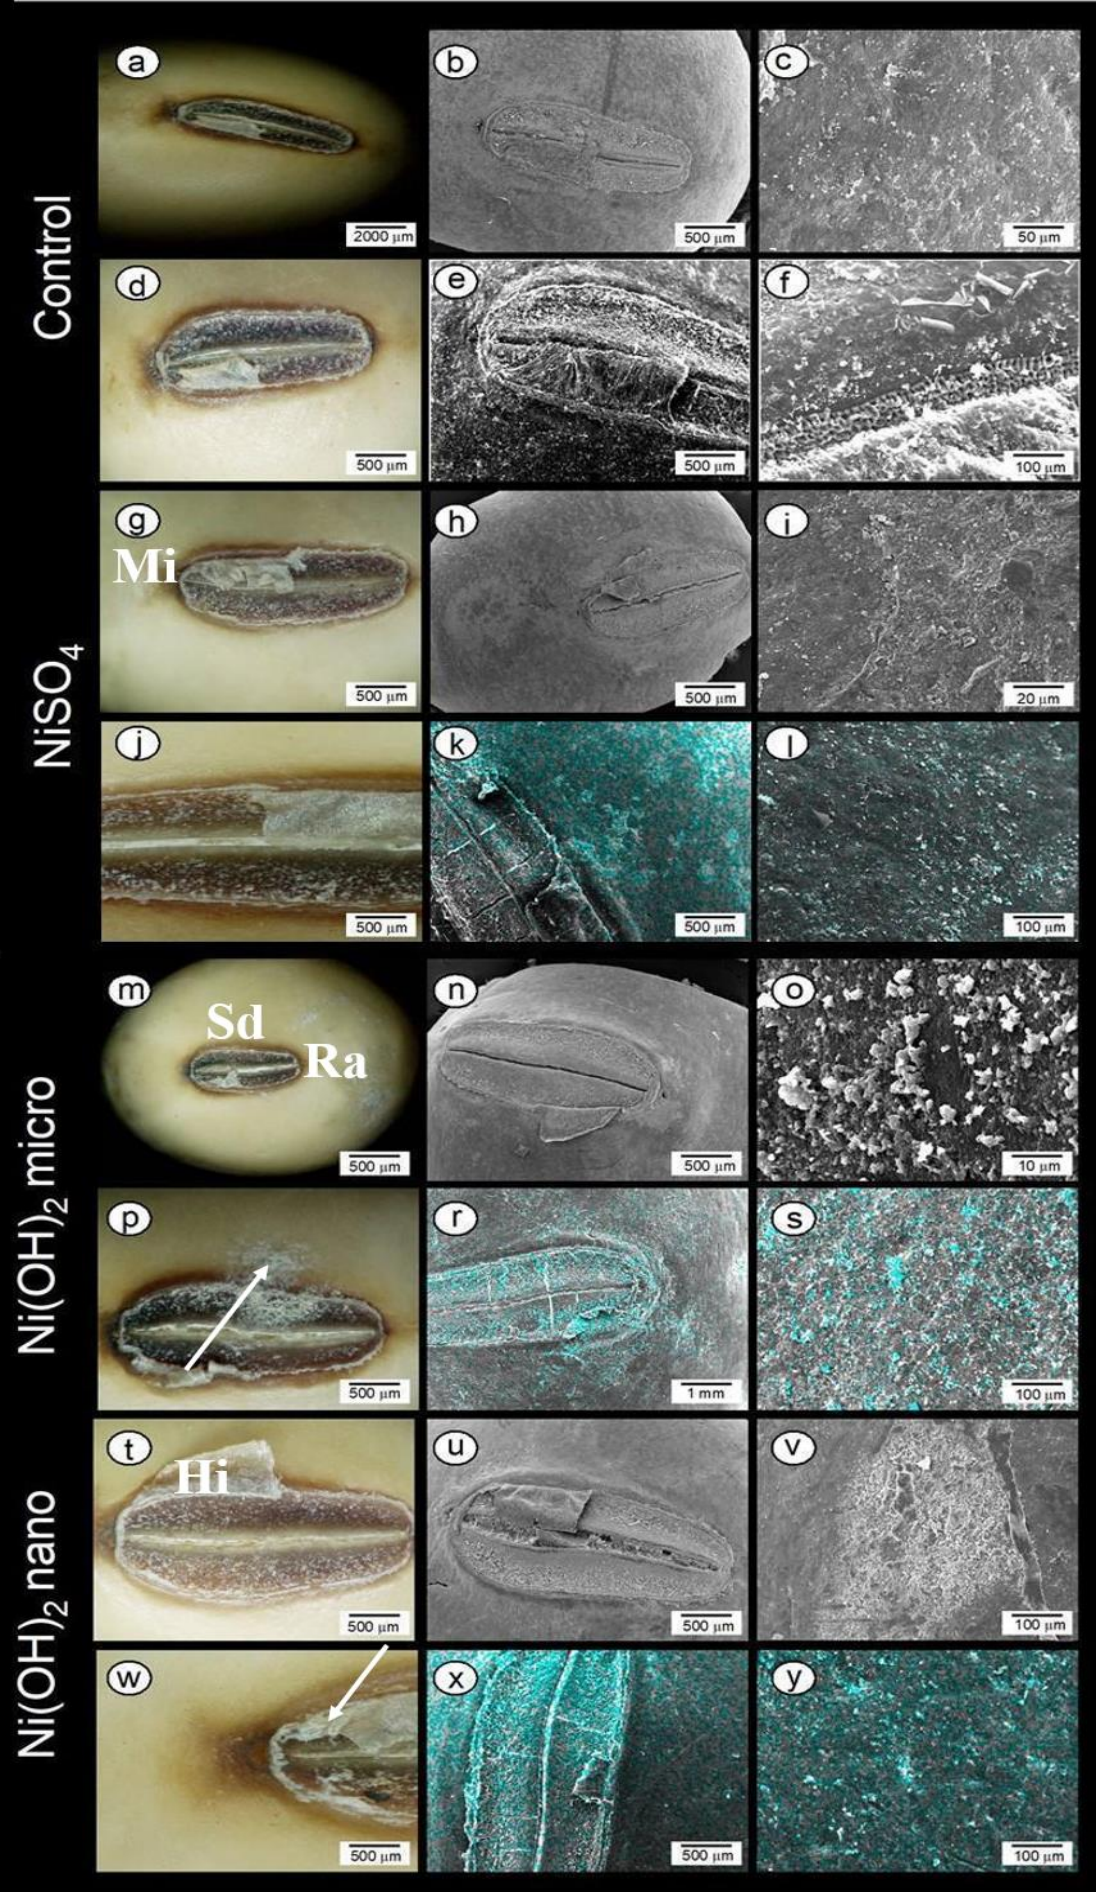 Control
a
2000 µm
b
500 µm
c
50 µm
d
500 µm
e
500 µm
f
100 µm
NiSO4
g
Mi
500 µm
h
500 µm
i
20 µm
j
500 µm
k
500 µm
l
100 µm
Ni(OH)2 micro
m
Sd
Ra
500 µm
n
500 µm
o
10 µm
p
500 µm
r
1 mm
s
100 µm
Ni(OH)2 nano
t
Hi
500 µm
u
500 µm
v
100 µm
w
500 µm
x
500 µm
y
100 µm